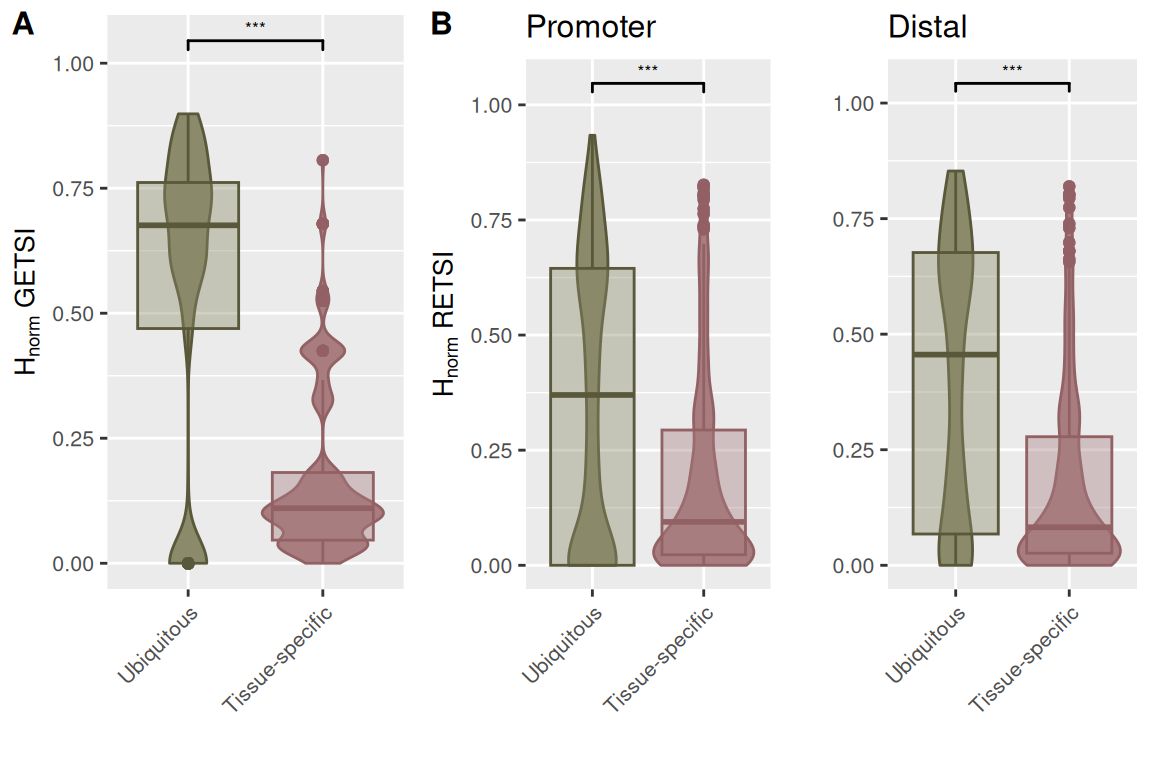 A
***
1.00
0.75
0.50
0.25
0.00
Hnorm GETSI
Ubiquitous
Tissue-specific
B
Promoter
***
1.00
0.75
0.50
0.25
0.00
Hnorm RETSI
Ubiquitous
Tissue-specific
Distal
***
1.00
0.75
0.50
0.25
0.00
Ubiquitous
Tissue-specific